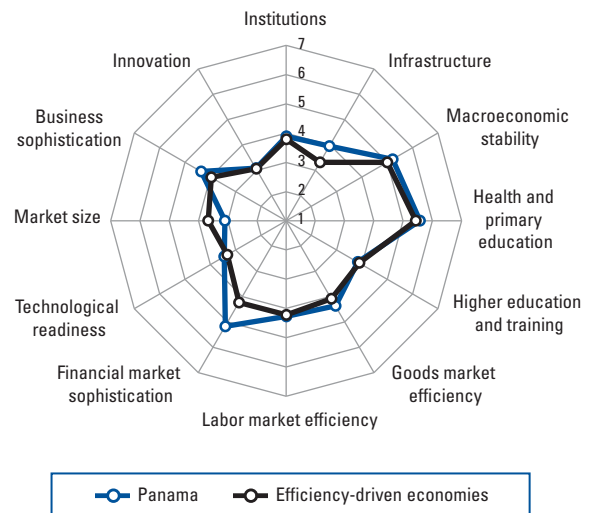 Institutions
7
6
5
4
3
2
1
Infrastructure
Macroeconomic
stability
Health and
primary
education
Higher education
and training
Goods market
efficiency
Labor market efficiency
Financial market
sophistication
Technological
readiness
Market size
Business
sophistication
Innovation
Panama
Efficiency-driven economies